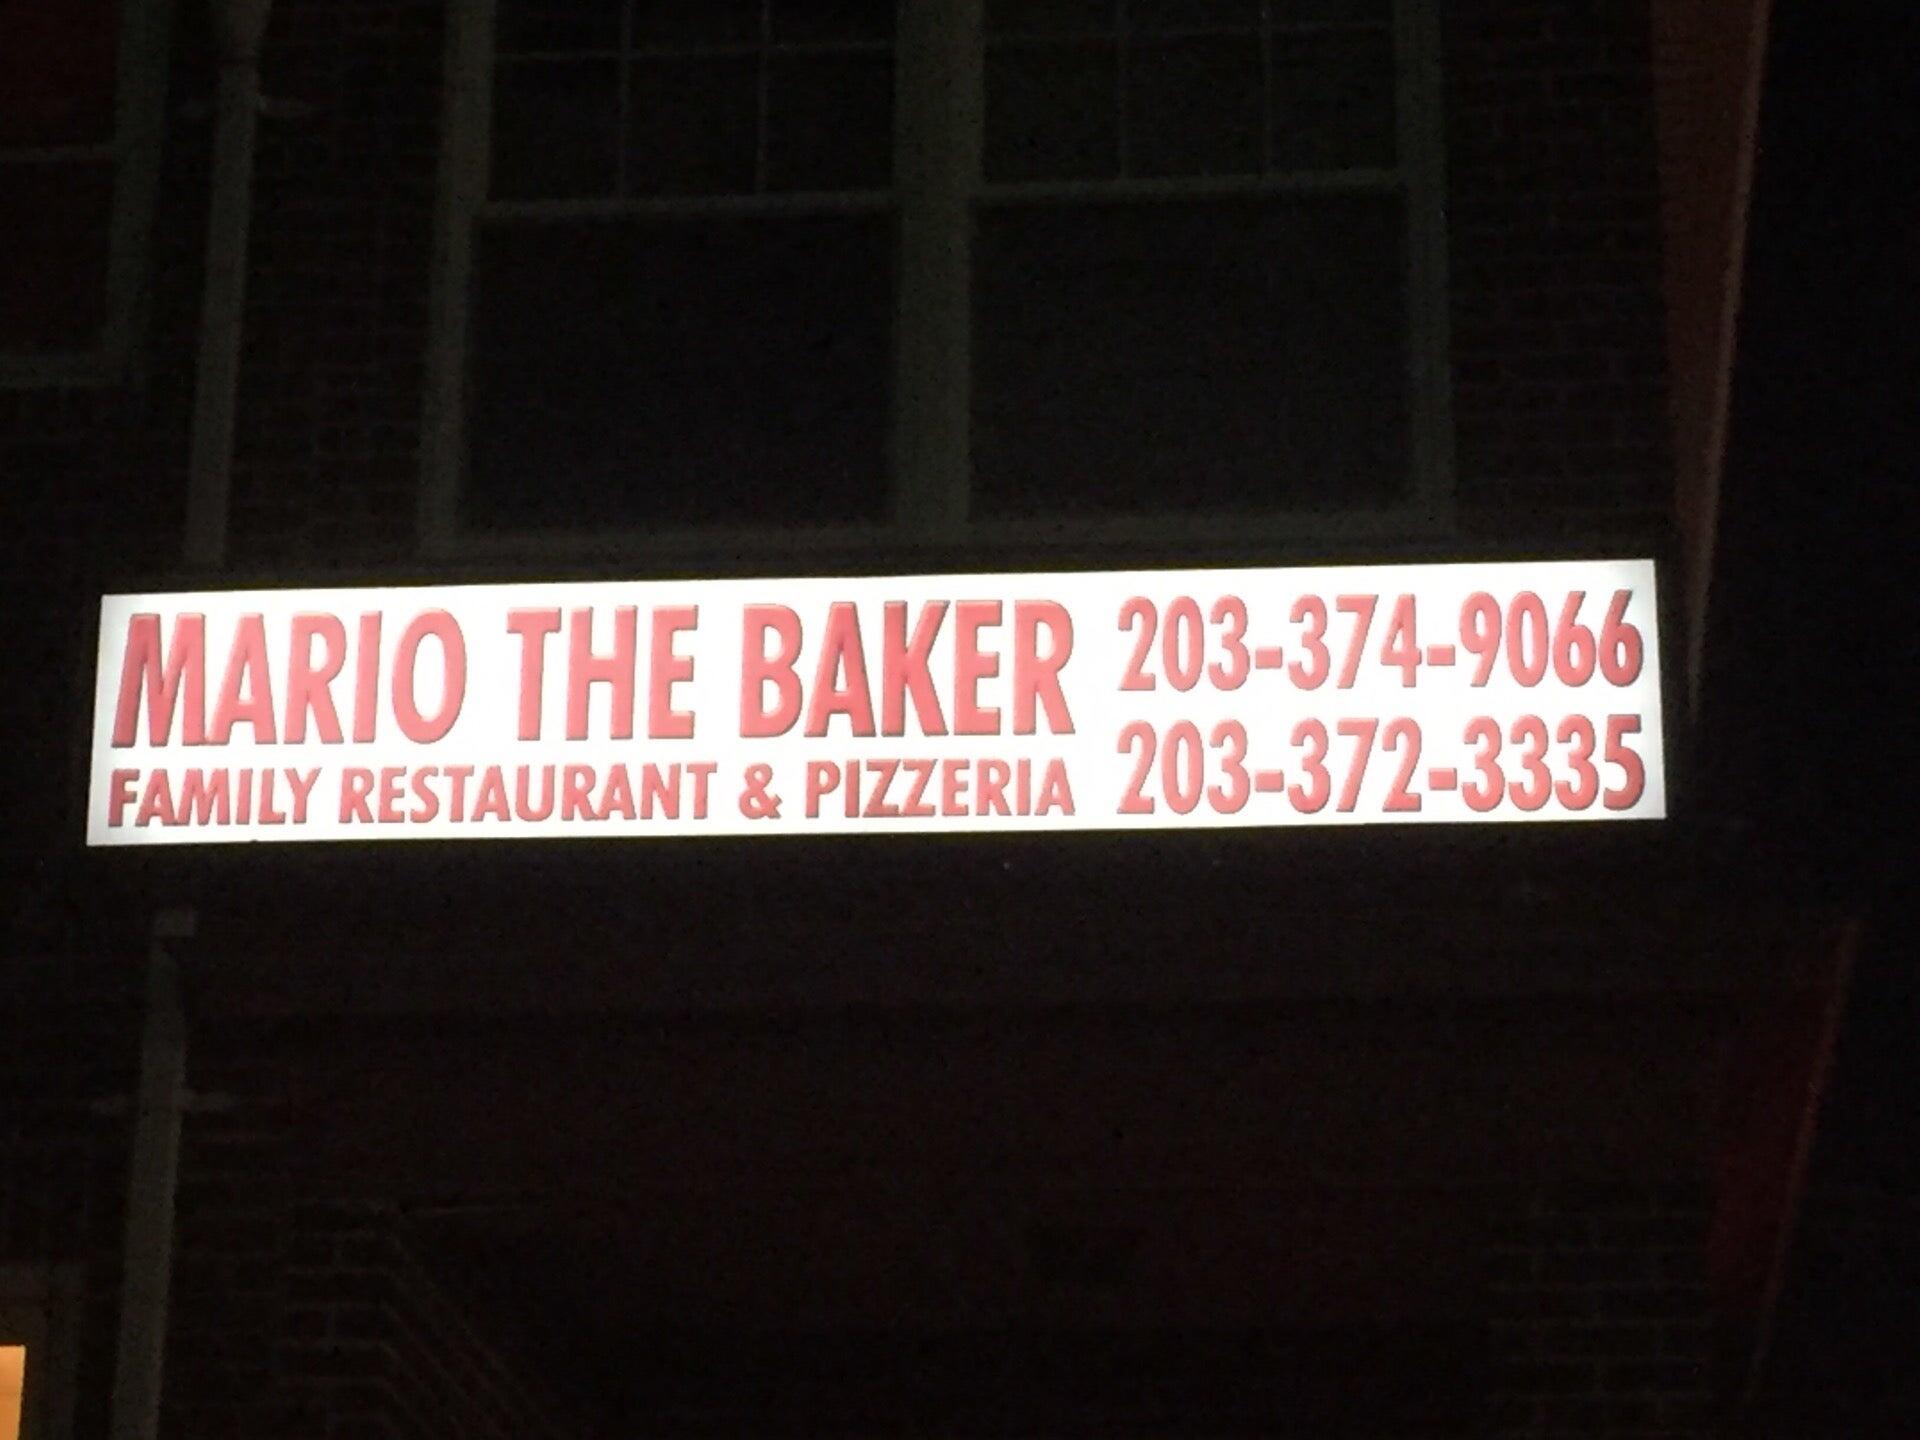 MARIO THE BAKER
FAMILY RESTAURANT & PIZZERIA
203-374-9066
203-372-3335